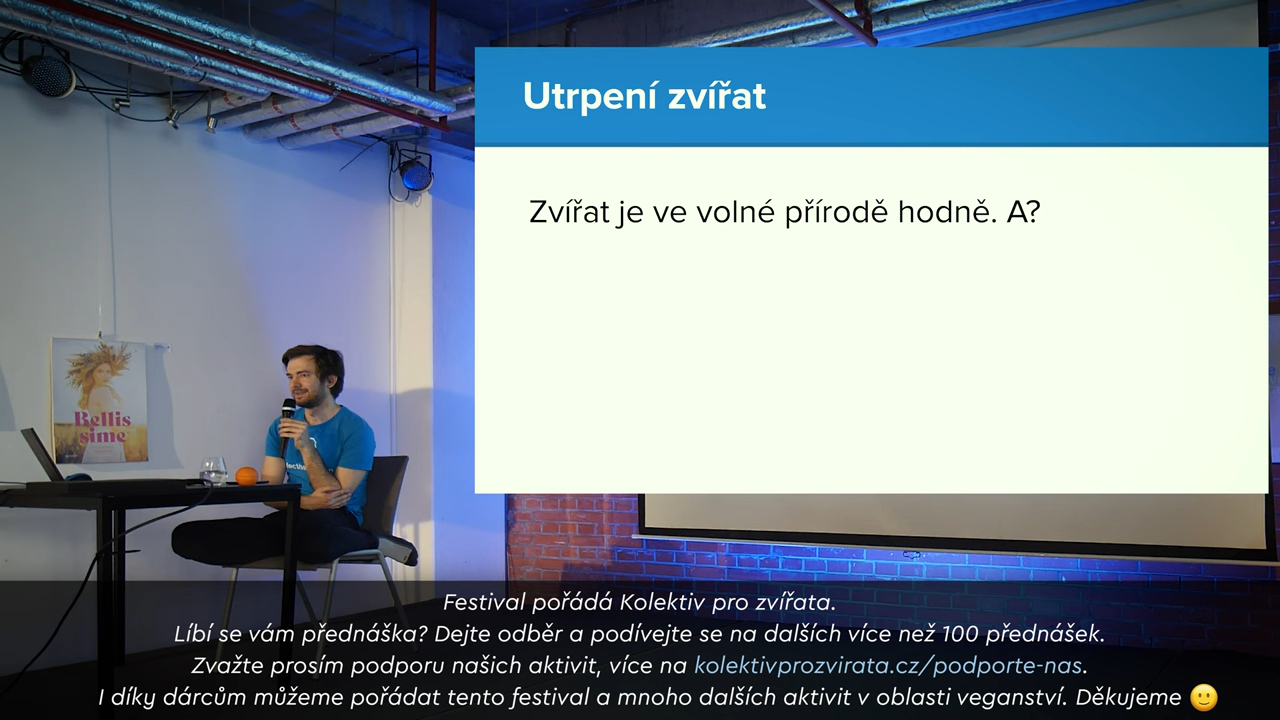 Utrpení zvířat
Zvířat je ve volné přírodě hodně. A?
Bellis
sime
Festival pořádá Kolektiv pro zvířata.
Líbí se vám přednáška? Dejte odběr a podívejte se na dalších více než 100 přednášek.
Zvažte prosím podporu našich aktivit, více na kolektivprozvirata.cz/podporte-nas.
I díky dárcům můžeme pořádat tento festival a mnoho dalších aktivit v oblasti veganství. Děkujeme 🙂